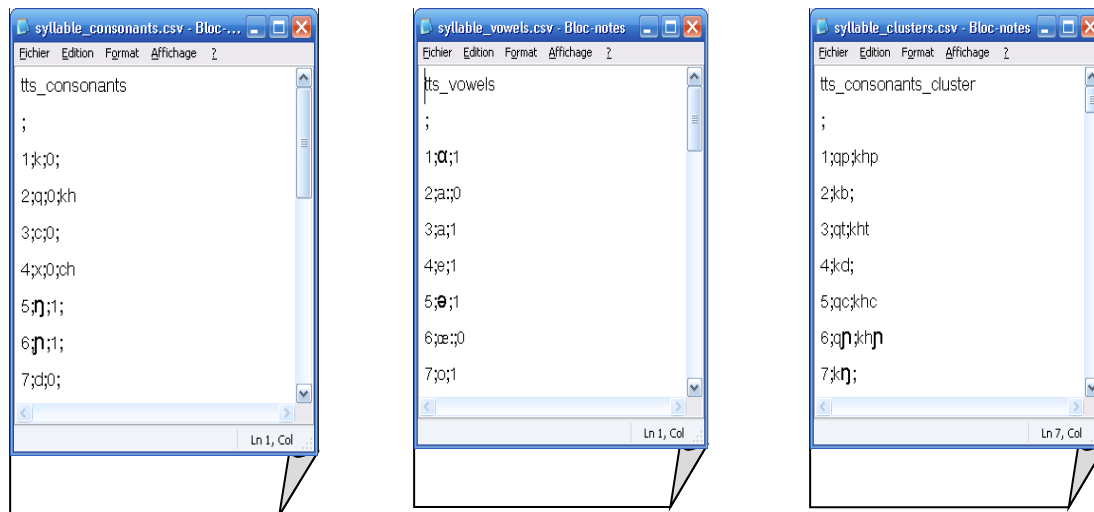 syllable_consonants.csv - Bloc-...
Fichier Edition Format Affichage ?
tts_consonants
;
1;k;0;
2;q;0;kh
3;c;0;
4;x;0;ch
5;ŋ;1;
6;ɲ;1;
7;d;0;
Ln 1, Col
syllable_vowels.csv - Bloc-notes
Fichier Edition Format Affichage ?
tts_vowels
;
1;ɑ;1
2;a:;0
3;a;1
4;e;1
5;ə;1
6;œ:;0
7;o;1
Ln 1, Col
syllable_clusters.csv - Bloc-notes
Fichier Edition Format Affichage ?
tts_consonants_cluster
;
1;qp;khp
2;kb;
3;qt;kht
4;kd;
5;qc;khc
6;qɲ;khɲ
7;kŋ;
Ln 7, Col